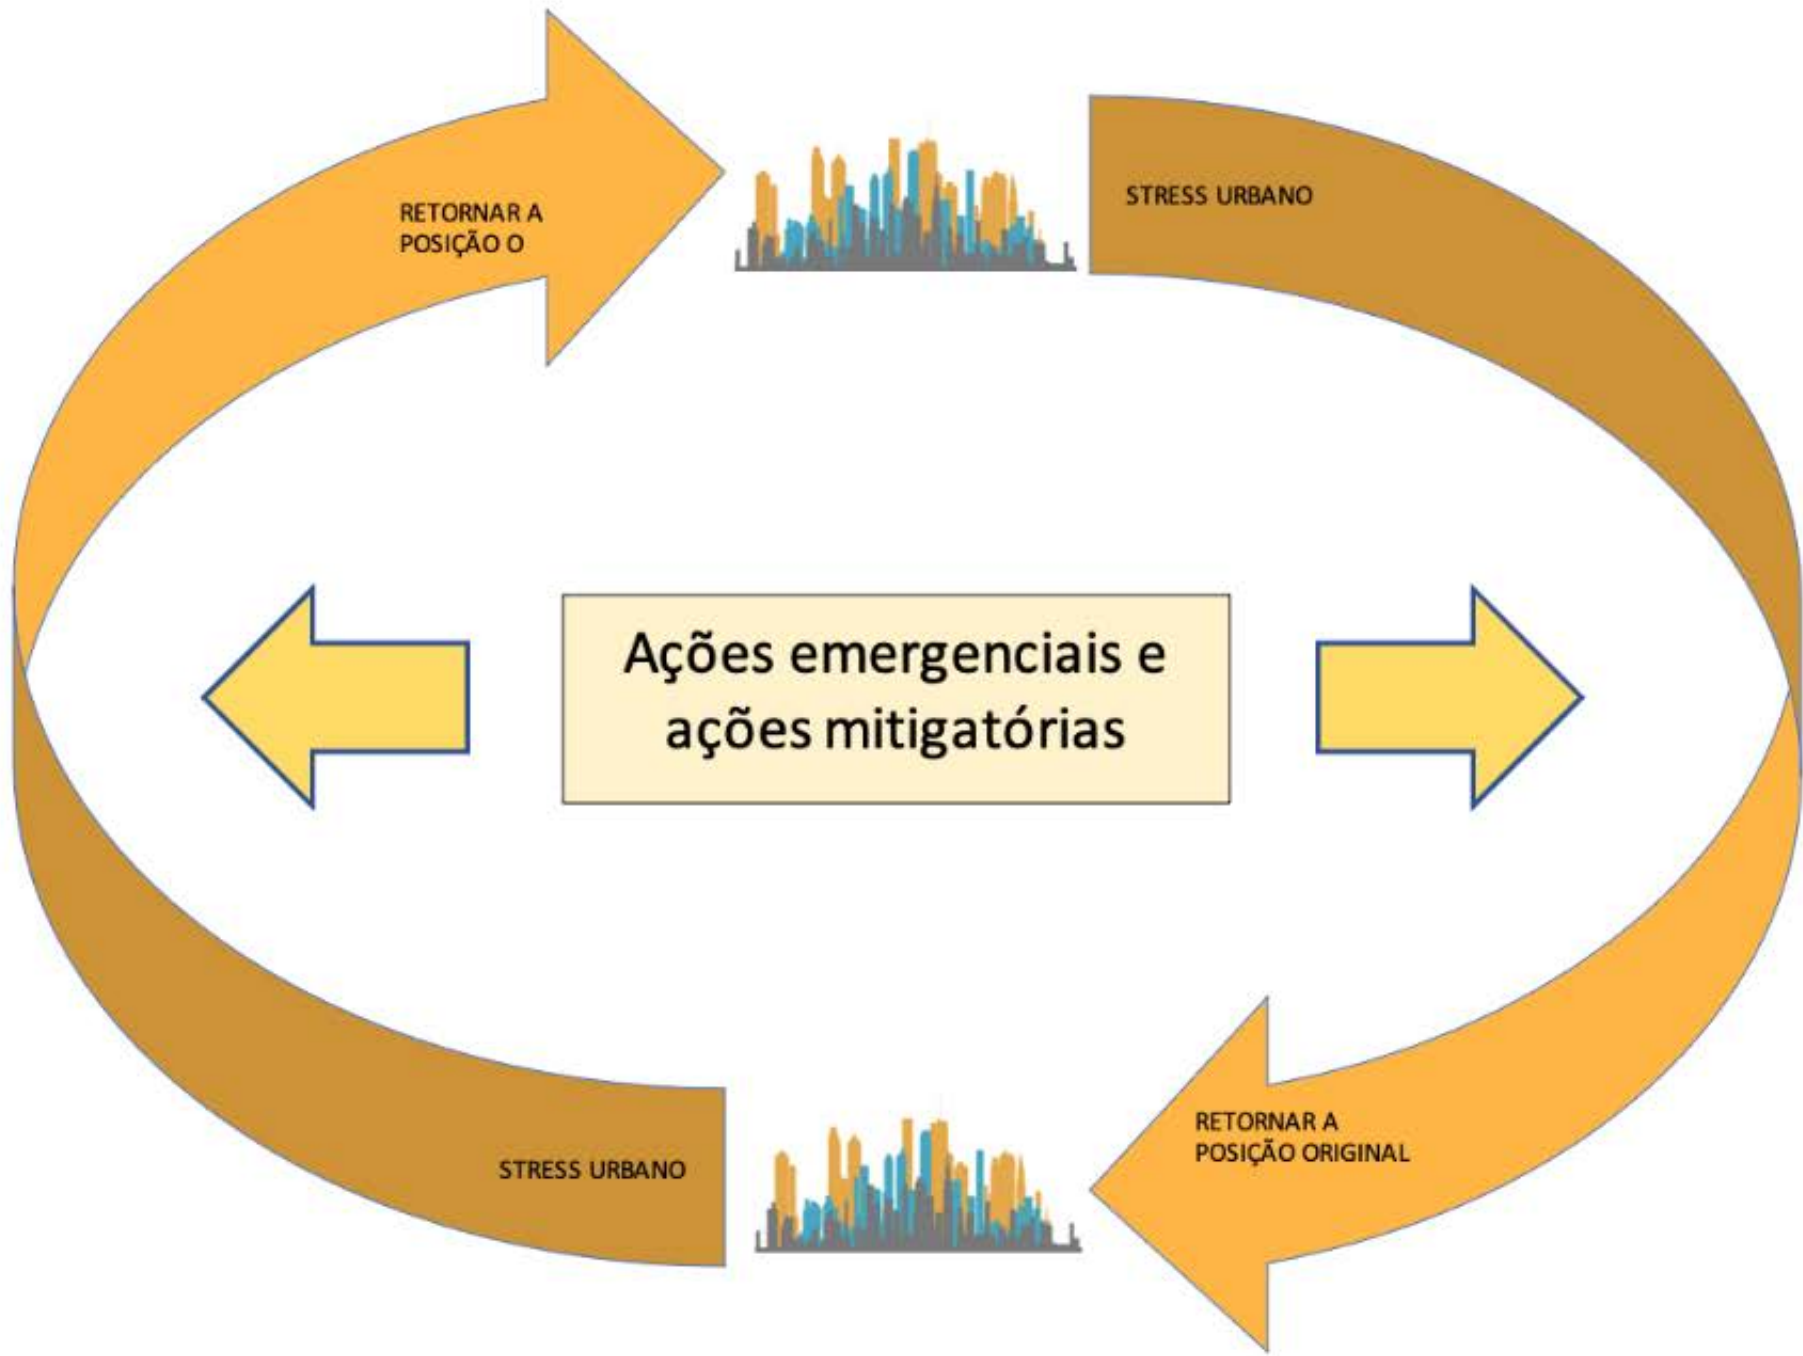 RETORNAR A
POSIÇÃO O
STRESS URBANO
Ações emergenciais e
ações mitigatórias
RETORNAR A
POSIÇÃO ORIGINAL
STRESS URBANO